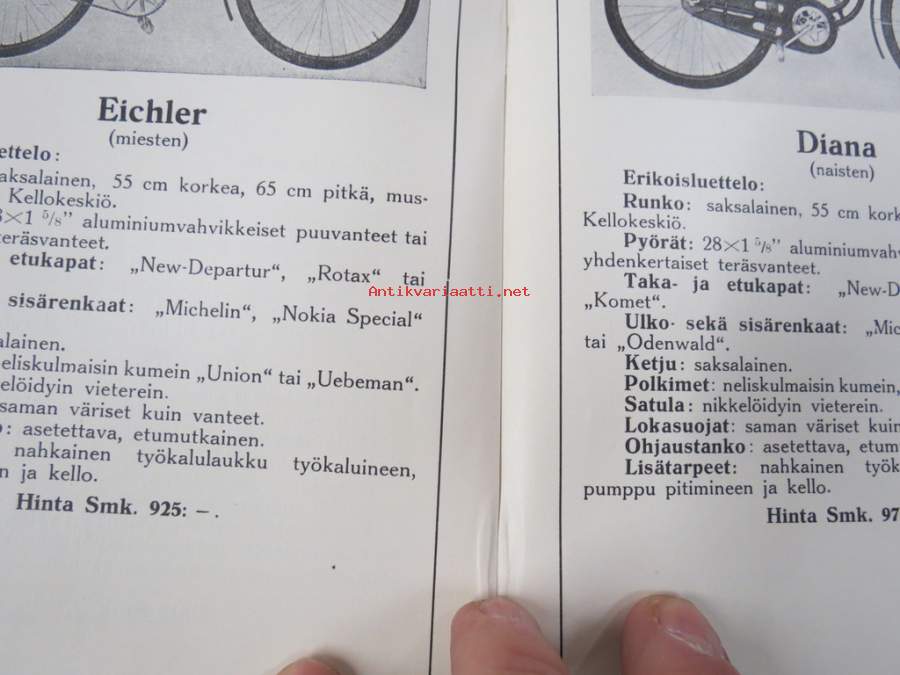 Eichler
(miesten)
ettelo:
aksalainen, 55 cm korkea, 65 cm pitkä, mus-
Kellokeskiö.
×1 ⁵/₈” aluminiumvahvikkeiset puuvanteet tai
teräsvanteet.
etukapat: „New-Departur“, „Rotax“ tai
sisärenkaat: „Michelin“, „Nokia Special“
alainen.
eliskulmaisin kumein „Union“ tai „Uebeman“.
kelöidyin vieterein.
saman väriset kuin vanteet.
o: asetettava, etumutkainen.
nahkainen työkalulaukku työkaluineen,
n ja kello.
Hinta Smk. 925: –.
Diana
(naisten)
Erikoisluettelo:
Runko: saksalainen, 55 cm kork
Kellokeskiö.
Pyörät: 28×1 ⁵/₈” aluminiumvahv
yhdenkertaiset teräsvanteet.
Taka- ja etukapat: „New-D
„Komet“.
Ulko- sekä sisärenkaat: „Mic
tai „Odenwald“.
Ketju: saksalainen.
Polkimet: neliskulmaisin kumein,
Satula: nikkelöidyin vieterein.
Lokasuojat: saman väriset kuin
Ohjaustanko: asetettava, etumu
Lisätarpeet: nahkainen työk
pumppu pitimineen ja kello.
Hinta Smk. 97
Antikvariaatti.net